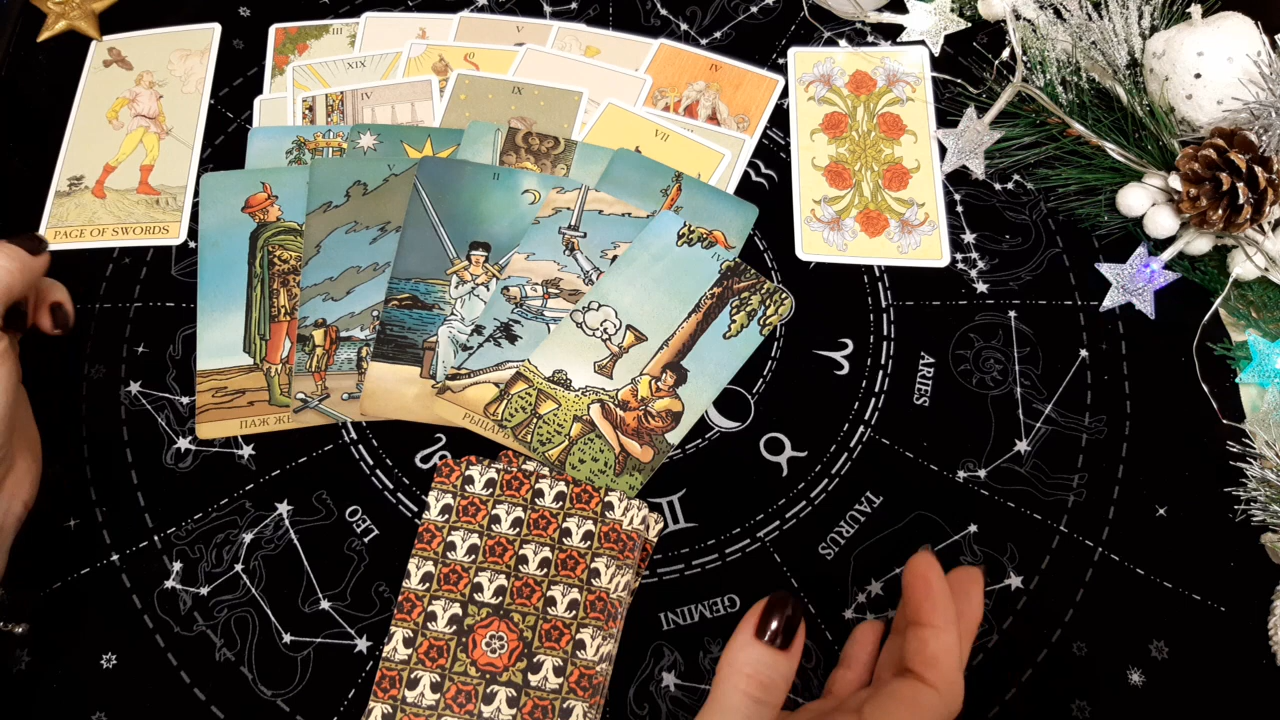 III
V
XIX
IV
IV
IX
VII
PAGE OF SWORDS
V
II
IV
ПАЖ ЖЕ
РЫЦАРЬ
ARIES
TAURUS
LEO
GEMINI